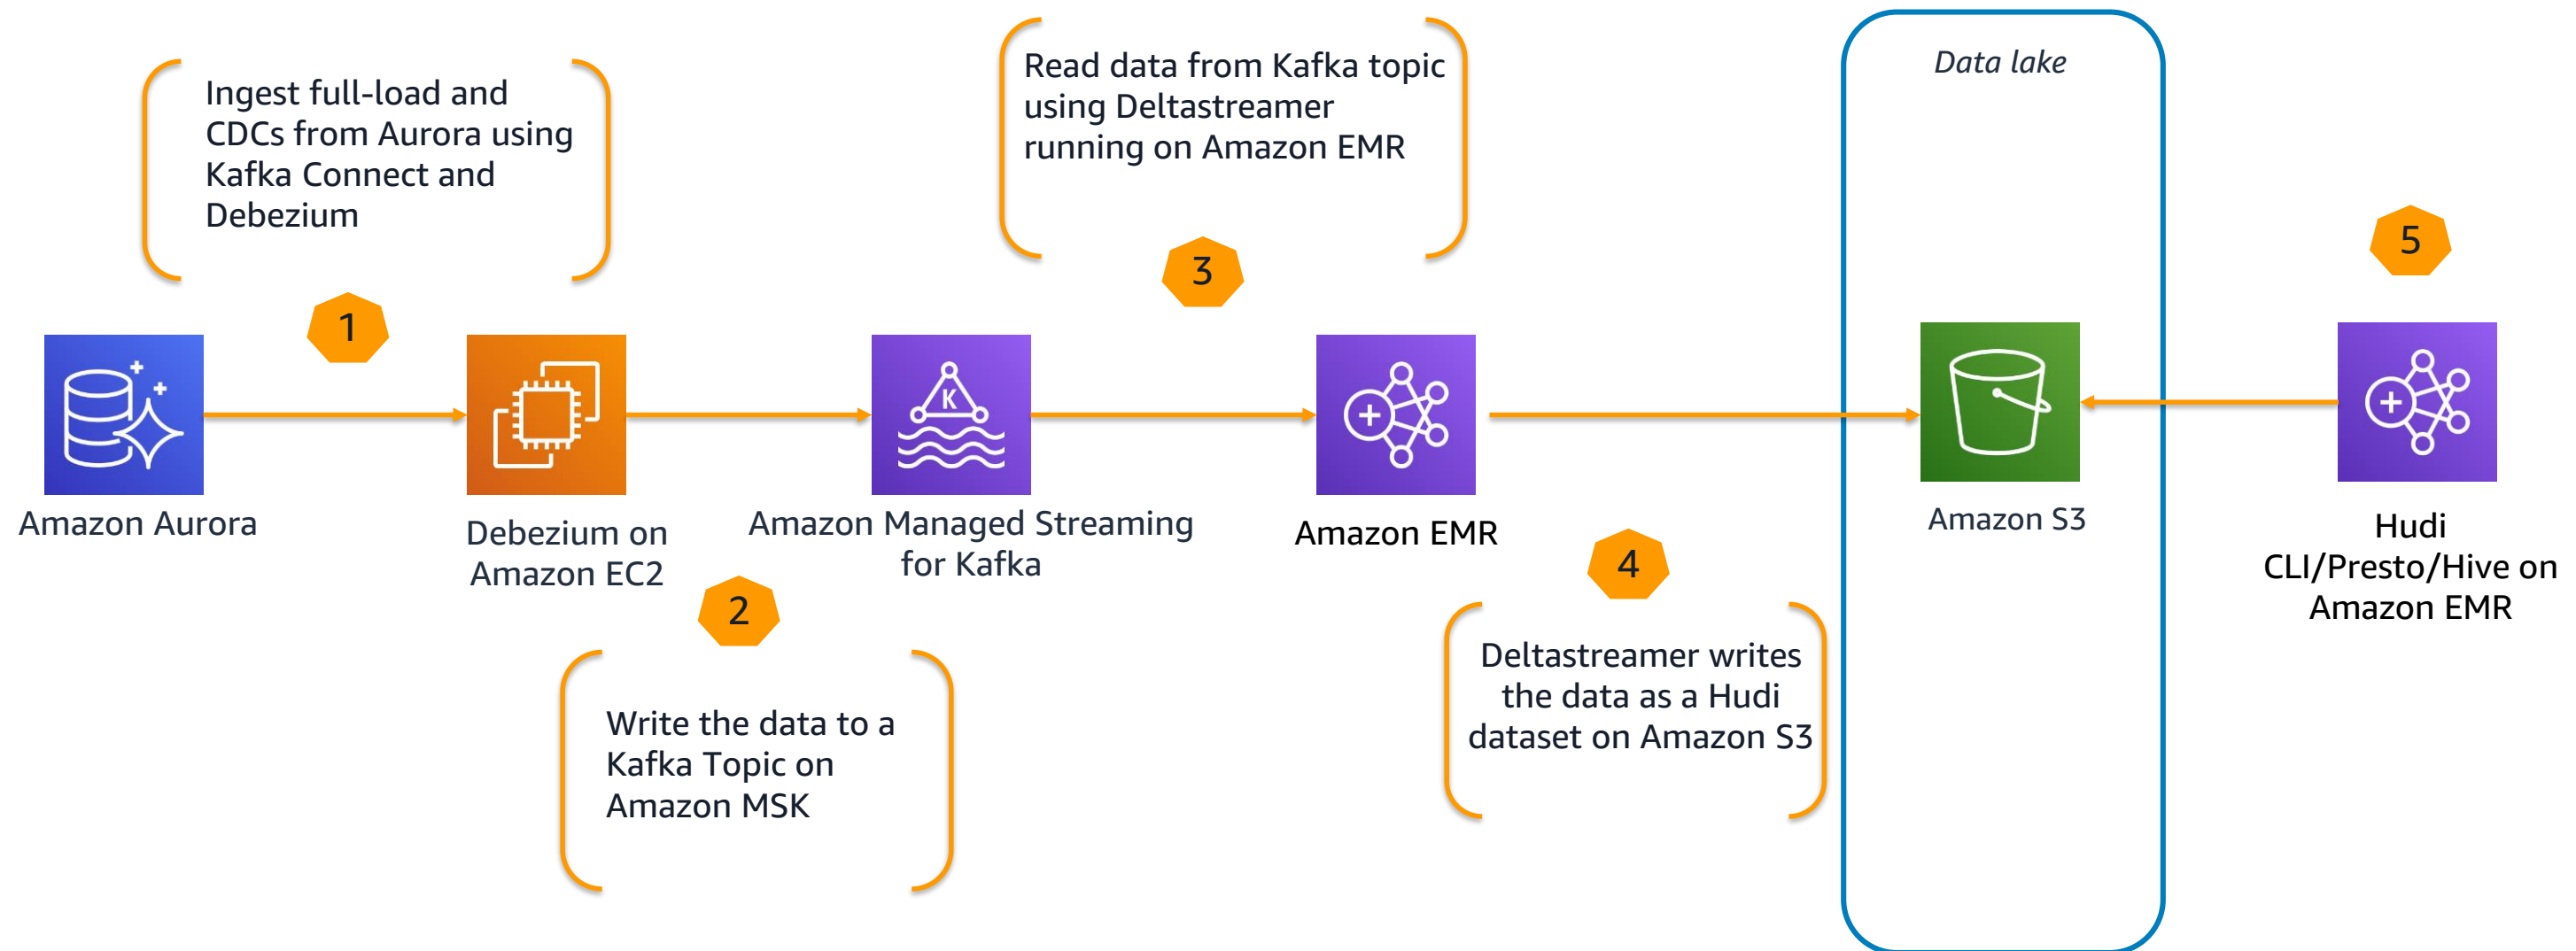 Ingest full-load and
CDCs from Aurora using
Kafka Connect and
Debezium
1
Amazon Aurora
Debezium on
Amazon EC2
2
Write the data to a
Kafka Topic on
Amazon MSK
K
Amazon Managed Streaming
for Kafka
Read data from Kafka topic
using Deltastreamer
running on Amazon EMR
3
Amazon EMR
4
Deltastreamer writes
the data as a Hudi
dataset on Amazon S3
Data lake
Amazon S3
5
Hudi
CLI/Presto/Hive on
Amazon EMR